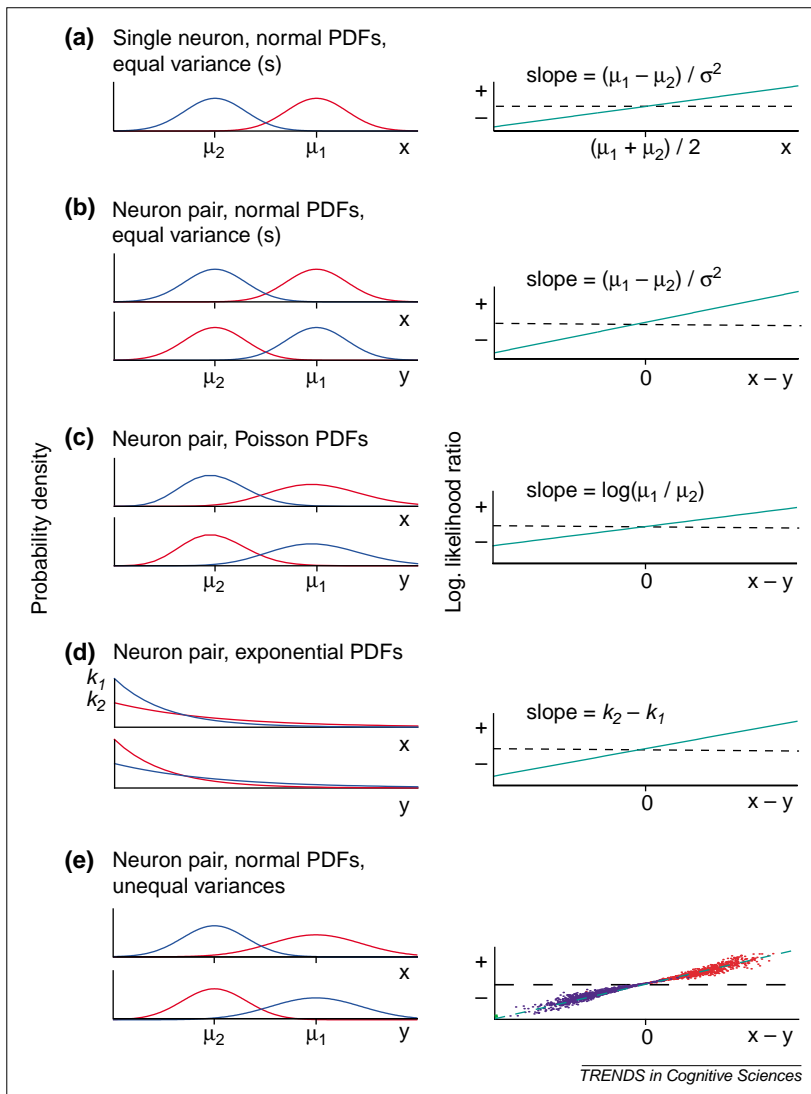 (a) Single neuron, normal PDFs,
equal variance (s)
μ2 μ1 x
slope = (μ1 − μ2) / σ²
+
−
(μ1 + μ2) / 2 x
(b) Neuron pair, normal PDFs,
equal variance (s)
x
μ2 μ1 y
slope = (μ1 − μ2) / σ²
+
−
0 x − y
(c) Neuron pair, Poisson PDFs
x
μ2 μ1 y
Probability density
Log. likelihood ratio
slope = log(μ1 / μ2)
+
−
0 x − y
(d) Neuron pair, exponential PDFs
k1
k2
x
y
slope = k2 − k1
+
−
0 x − y
(e) Neuron pair, normal PDFs,
unequal variances
x
μ2 μ1 y
+
−
0 x − y
TRENDS in Cognitive Sciences